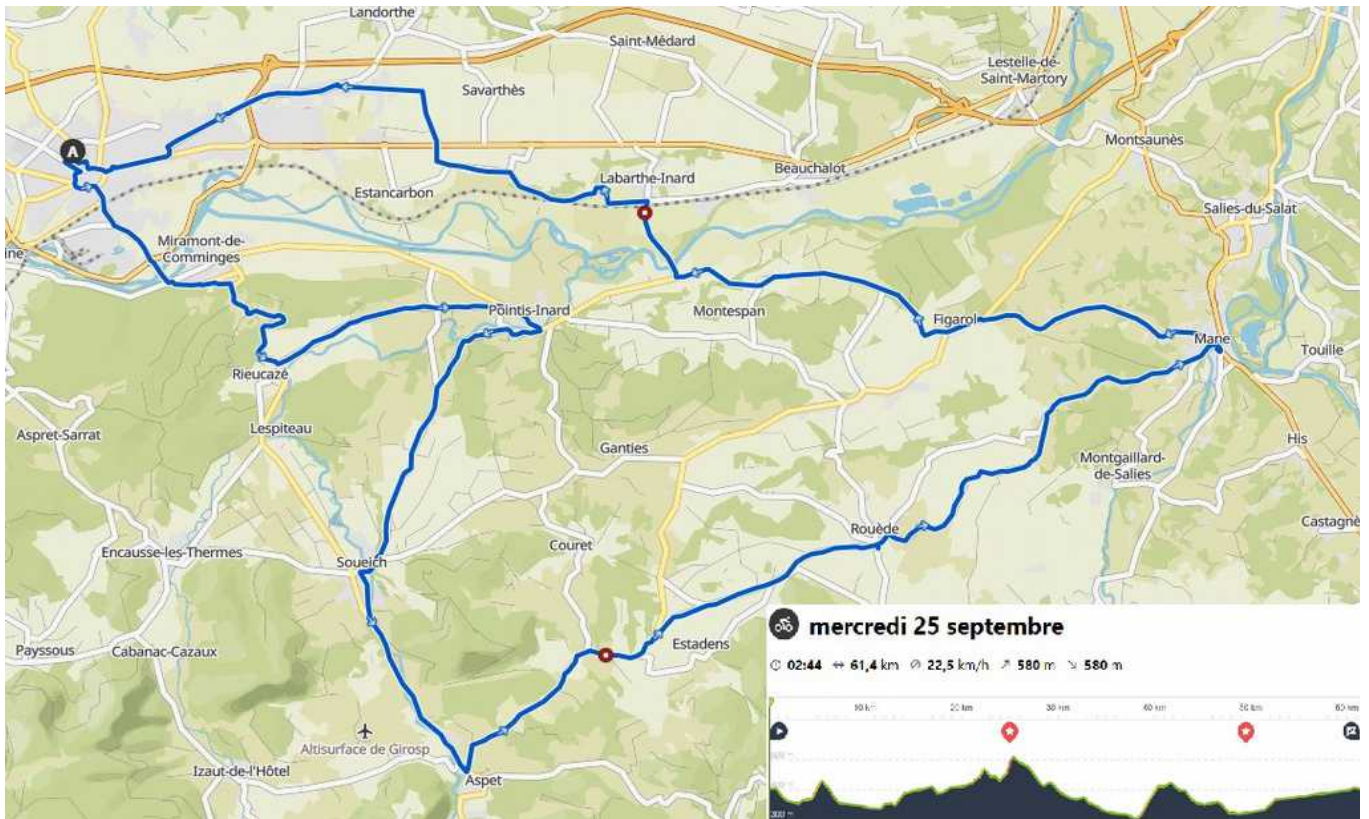 Landorthe
Saint-Médard
Lestelle-de-
Saint-Martory
Savarthès
Montsaunès
A
Beauchalot
Labarthe-Inard
Estancarbon
Salies-du-Salat
Miramont-de-
Comminges
ine
Pointis-Inard
Montespan
Figarol
Mane
Touille
Rieucazé
Lespiteau
Aspret-Sarrat
Ganties
His
Montgaillard-
de-Salies
Castagnè
Rouède
Couret
Encausse-les-Thermes
Soueich
Estadens
Payssous
Cabanac-Cazaux
Altisurface de Girosp
Izaut-de-l'Hôtel
Aspet
mercredi 25 septembre
02:44 61,4 km 22,5 km/h 580 m 580 m
10 km 20 km 30 km 40 km 50 km 60 km
300 m